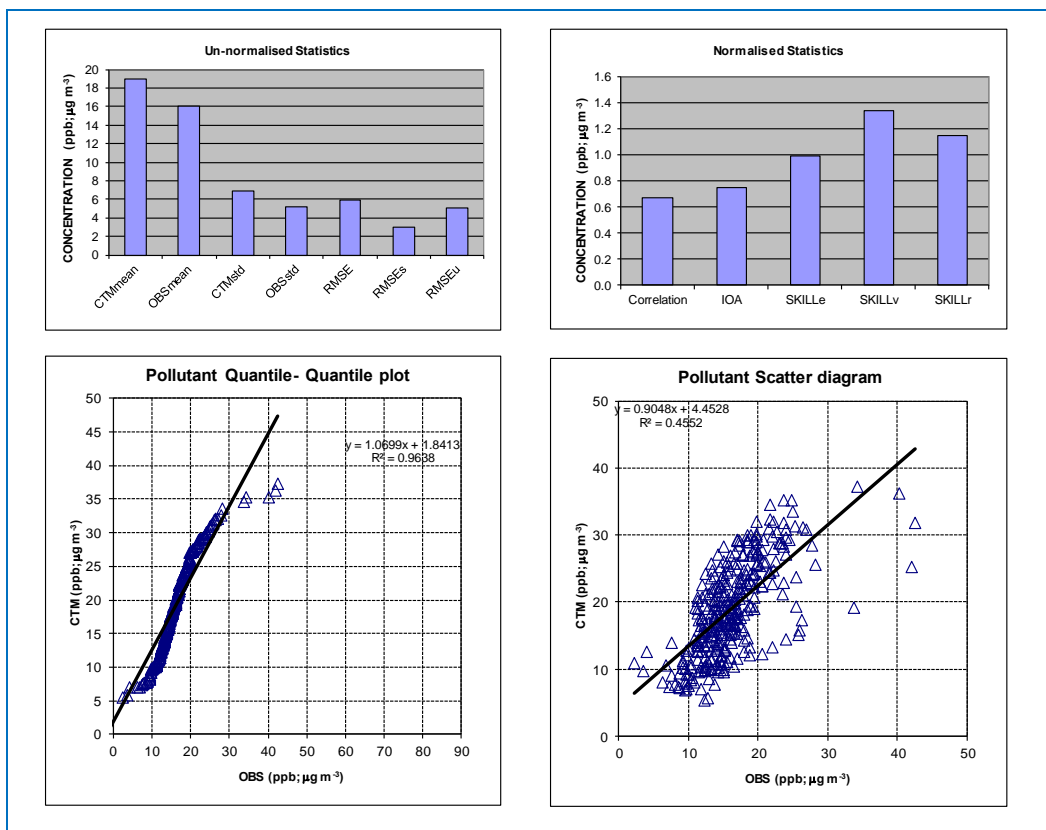 Un-normalised Statistics
CONCENTRATION (ppb;µg m-3)
20
18
16
14
12
10
8
6
4
2
0
CTMmean
OBSmean
CTMstd
OBSstd
RMSE
RMSEs
RMSEu
Normalised Statistics
CONCENTRATION (ppb;µg m-3)
1.6
1.4
1.2
1.0
0.8
0.6
0.4
0.2
0.0
Correlation
IOA
SKILLe
SKILLv
SKILLr
Pollutant Quantile- Quantile plot
y = 1.0699x + 1.8413
R² = 0.9638
CTM (ppb;µg m-3)
50
45
40
35
30
25
20
15
10
5
0
0 10 20 30 40 50 60 70 80 90
OBS (ppb;µg m-3)
Pollutant Scatter diagram
y = 0.9048x + 4.4528
R² = 0.4552
CTM (ppb;µg m-3)
50
40
30
20
10
0
0 10 20 30 40 50
OBS (ppb;µg m-3)